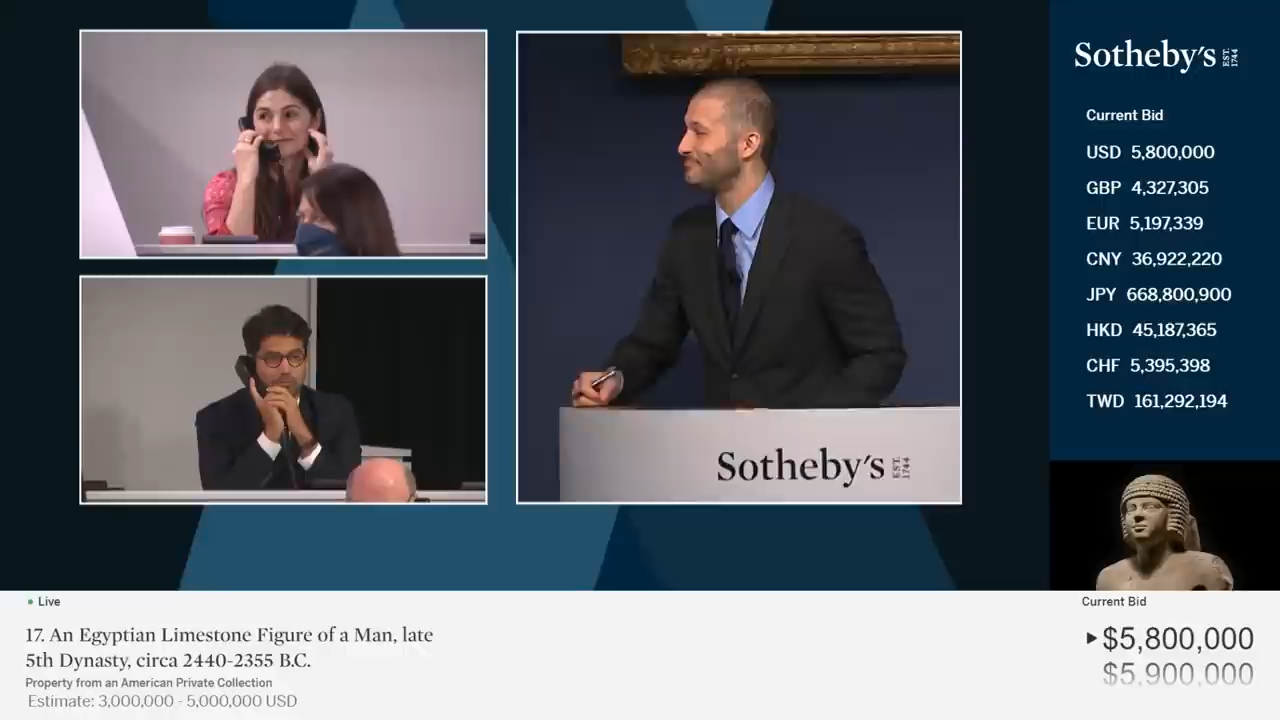 Sotheby's EST. 1744
Current Bid
USD 5,800,000
GBP 4,327,305
EUR 5,197,339
CNY 36,922,220
JPY 668,800,900
HKD 45,187,365
CHF 5,395,398
TWD 161,292,194
Sotheby's EST. 1744
Live
17. An Egyptian Limestone Figure of a Man, late
5th Dynasty, circa 2440-2355 B.C.
Property from an American Private Collection
Estimate: 3,000,000 - 5,000,000 USD
Current Bid
$5,800,000
$5,900,000